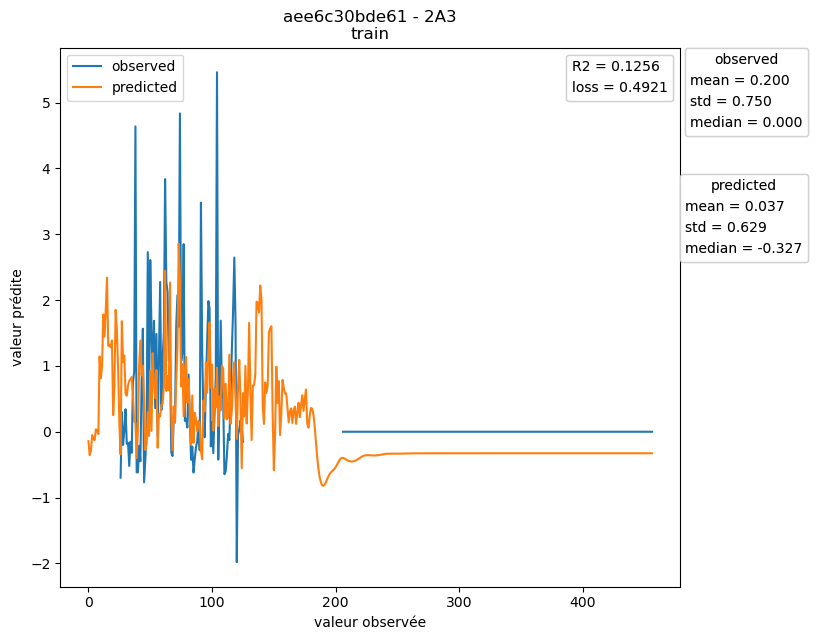 aee6c30bde61 - 2A3
train
observed
predicted
R2 = 0.1256
loss = 0.4921
observed
mean = 0.200
std = 0.750
median = 0.000
predicted
mean = 0.037
std = 0.629
median = -0.327
valeur prédite
5
4
3
2
1
0
−1
−2
0
100
200
300
400
valeur observée